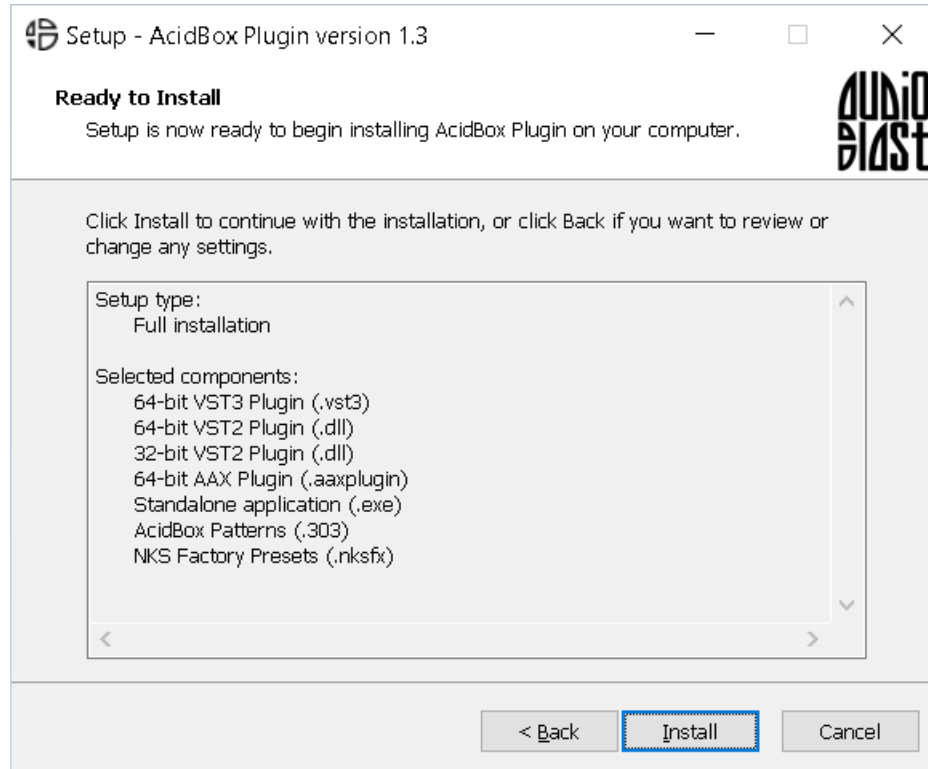 Setup - AcidBox Plugin version 1.3
Ready to Install
Setup is now ready to begin installing AcidBox Plugin on your computer.
AUDiO
BlASt
Click Install to continue with the installation, or click Back if you want to review or
change any settings.
Setup type:
Full installation
Selected components:
64-bit VST3 Plugin (.vst3)
64-bit VST2 Plugin (.dll)
32-bit VST2 Plugin (.dll)
64-bit AAX Plugin (.aaxplugin)
Standalone application (.exe)
AcidBox Patterns (.303)
NKS Factory Presets (.nksfx)
< Back
Install
Cancel